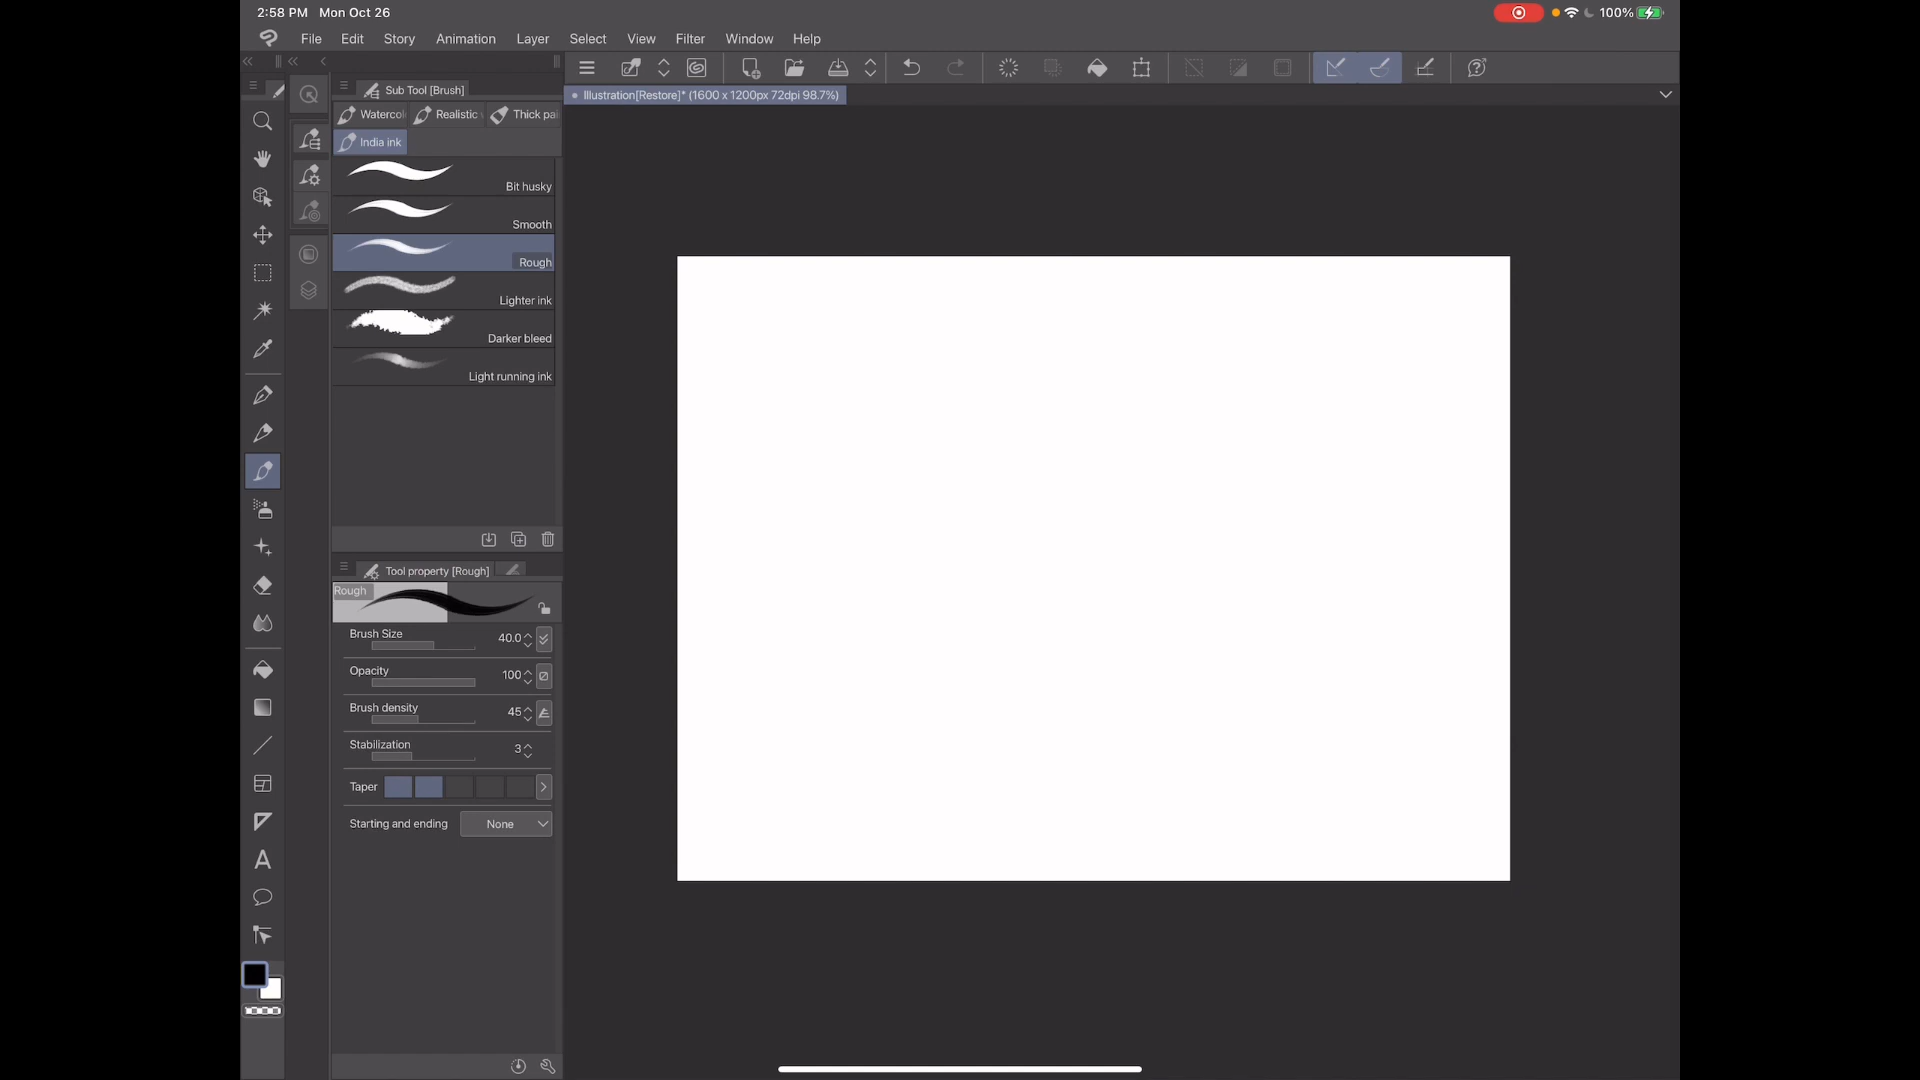 2:58 PM Mon Oct 26
100%
File Edit Story Animation Layer Select View Filter Window Help
Sub Tool [Brush]
Illustration[Restore]* (1600 x 1200px 72dpi 98.7%)
Watercol Realistic Thick pai
India ink
Bit husky
Smooth
Rough
Lighter ink
Darker bleed
Light running ink
Tool property [Rough]
Rough
Brush Size 40.0
Opacity 100
Brush density 45
Stabilization 3
Taper
Starting and ending None